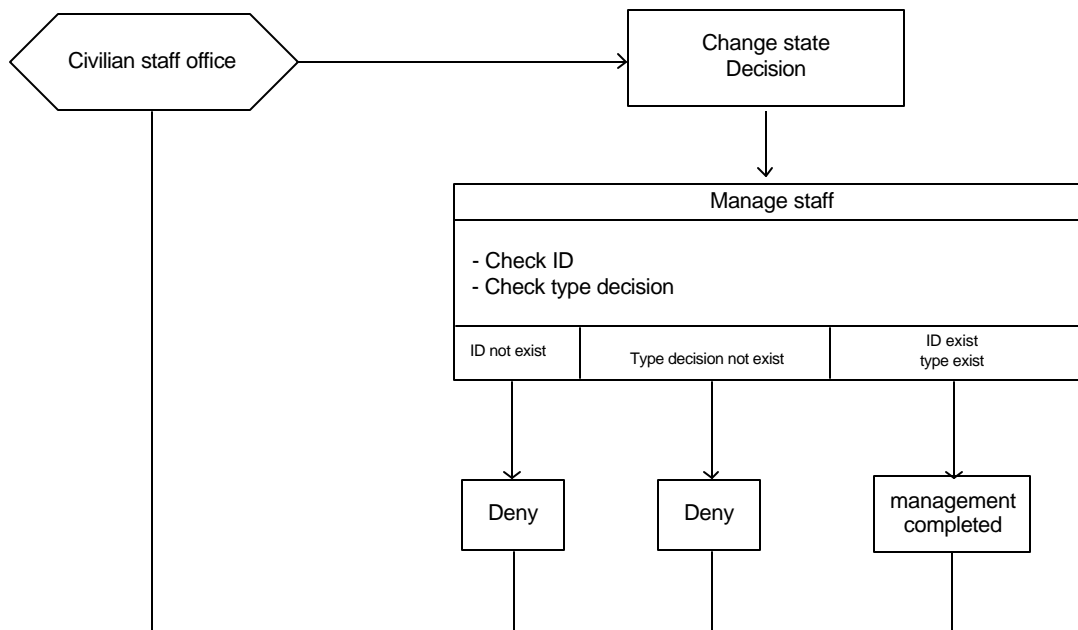 Civilian staff office
Change state
Decision
Manage staff
- Check ID
- Check type decision
ID not exist
Type decision not exist
ID exist
type exist
Deny
Deny
management
completed